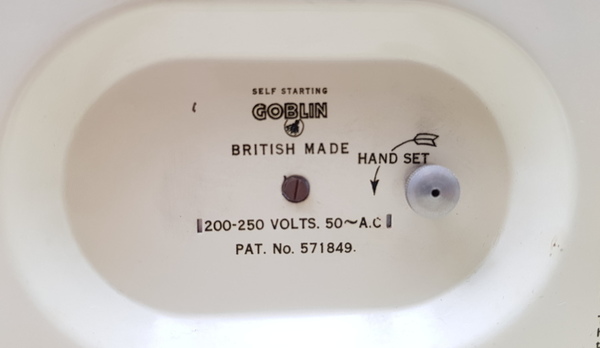 SELF STARTING
GOBLIN
BRITISH MADE
HAND SET
200-250 VOLTS. 50~A.C
PAT. No. 571849.